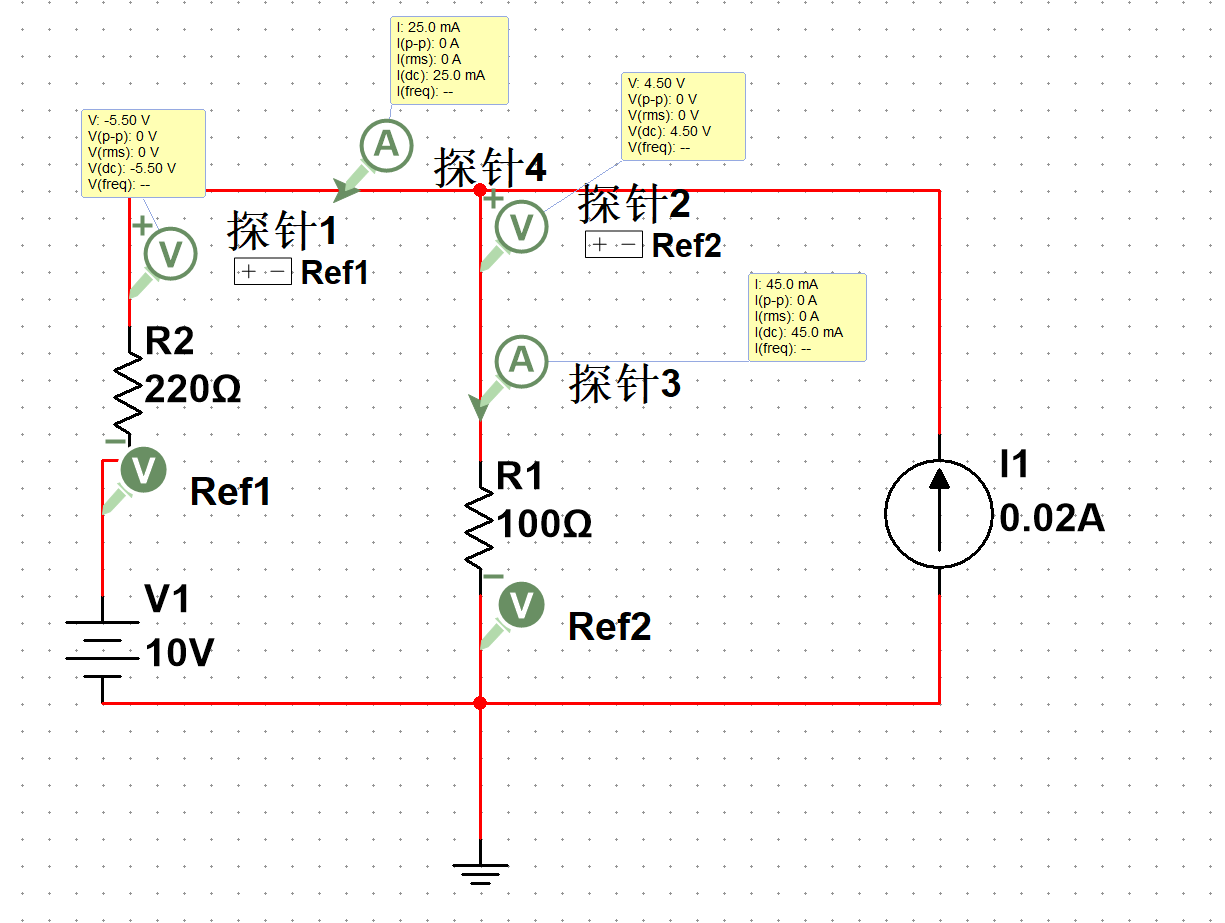 I: 25.0 mA
I(p-p): 0 A
I(rms): 0 A
I(dc): 25.0 mA
I(freq): --
V: 4.50 V
V(p-p): 0 V
V(rms): 0 V
V(dc): 4.50 V
V(freq): --
V: -5.50 V
V(p-p): 0 V
V(rms): 0 V
V(dc): -5.50 V
V(freq): --
A
探针4
+
V
探针2
+ −
Ref2
+
V
探针1
+ −
Ref1
I: 45.0 mA
I(p-p): 0 A
I(rms): 0 A
I(dc): 45.0 mA
I(freq): --
A
探针3
R2
220Ω
−
V
Ref1
R1
100Ω
I1
0.02A
V1
10V
−
V
Ref2